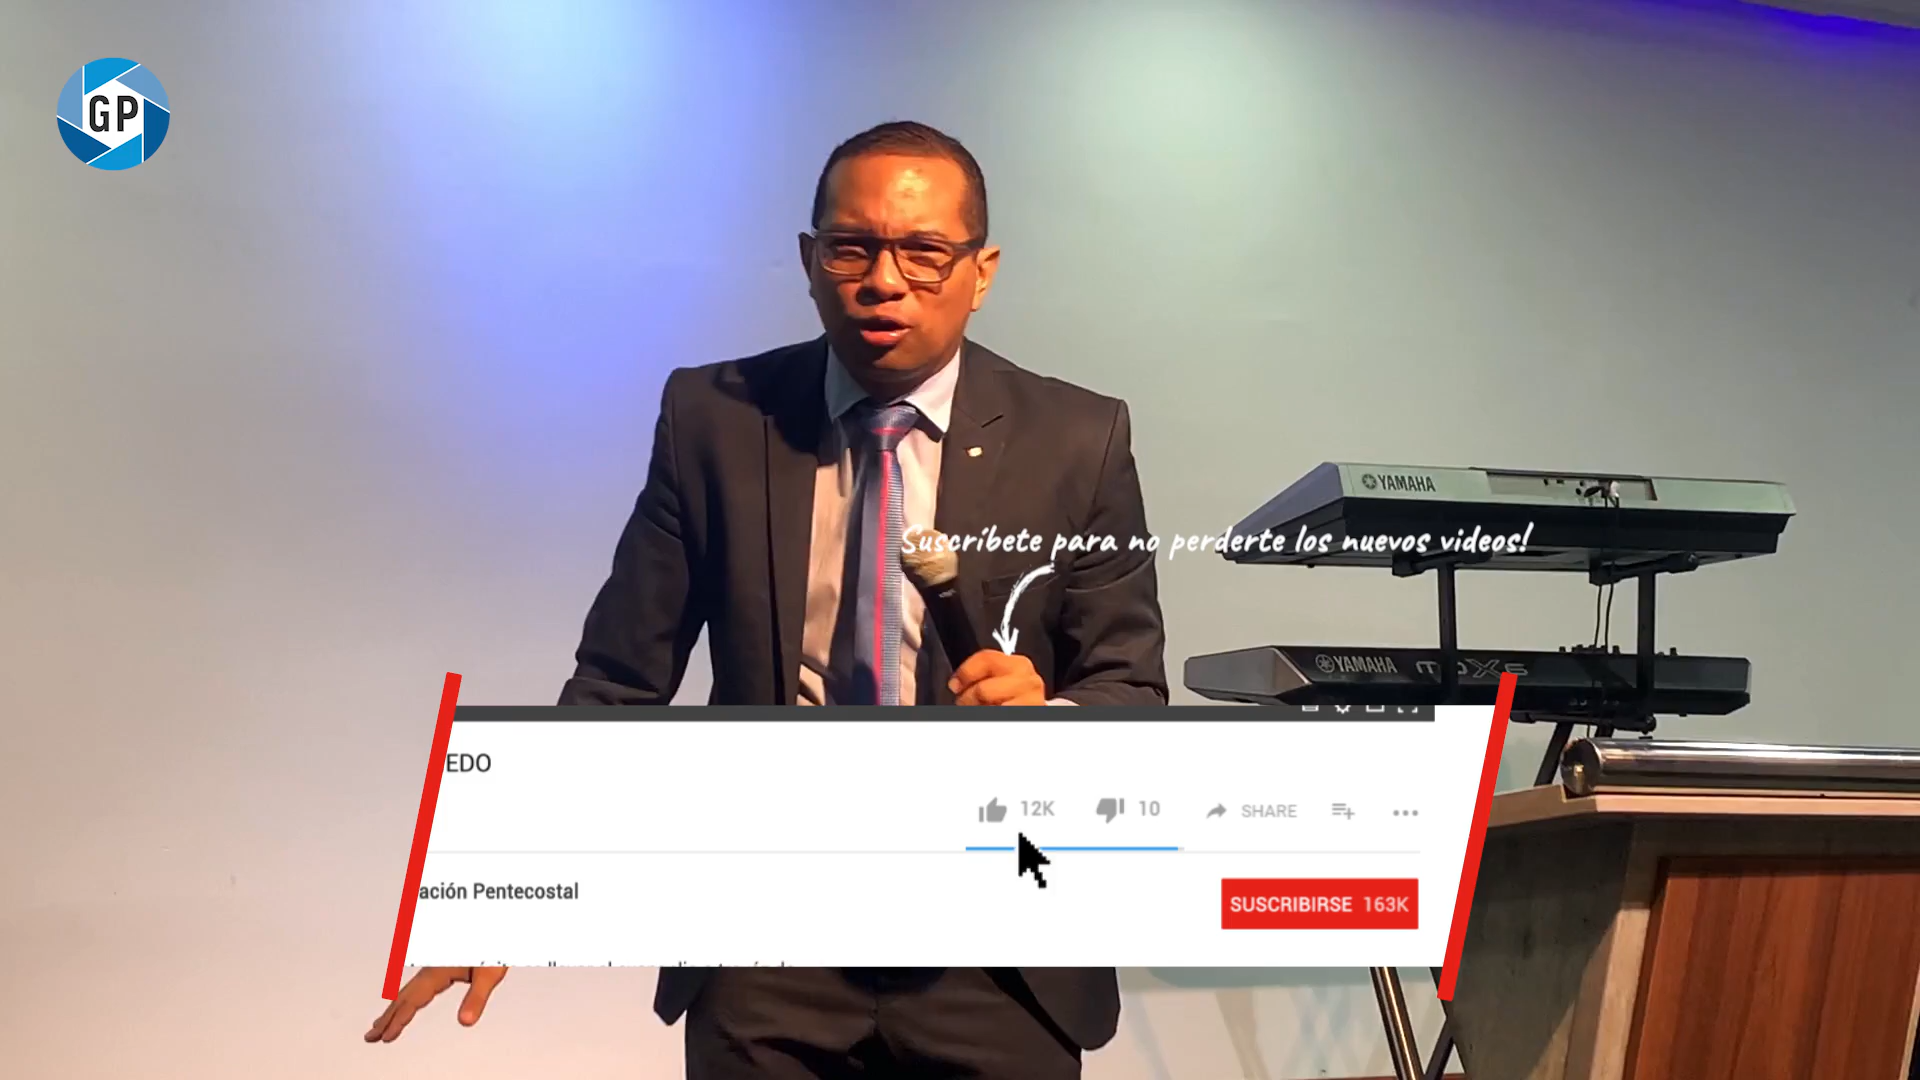 GP
YAMAHA
Suscríbete para no perderte los nuevos videos!
YAMAHA
EDO
12K 10 SHARE
ación Pentecostal
SUSCRIBIRSE 163K